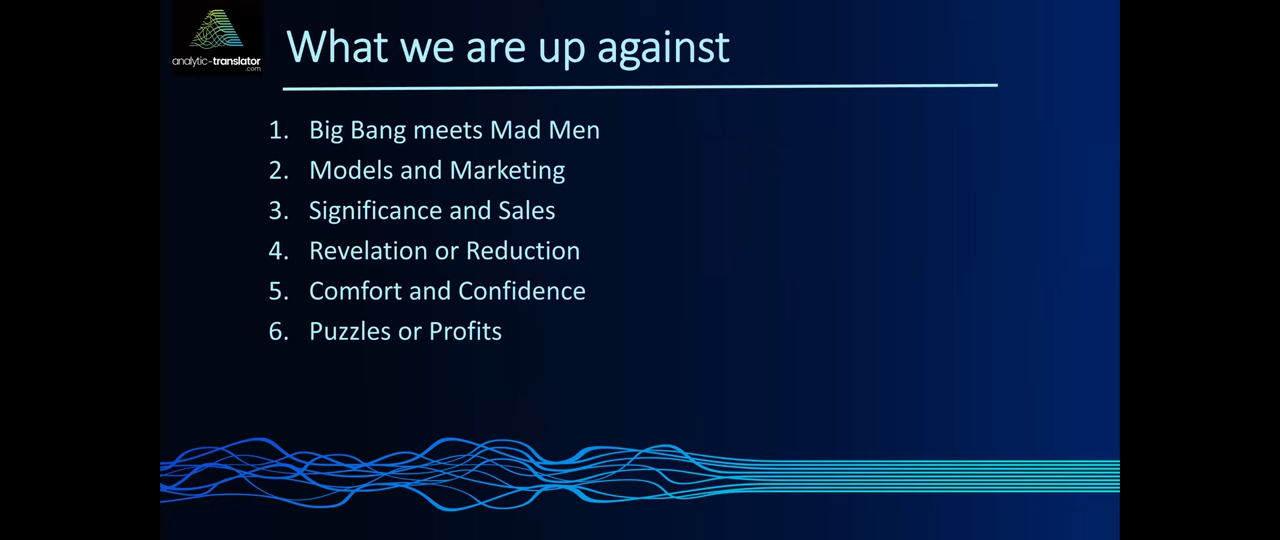 analytic-translator
.com
What we are up against
1. Big Bang meets Mad Men
2. Models and Marketing
3. Significance and Sales
4. Revelation or Reduction
5. Comfort and Confidence
6. Puzzles or Profits